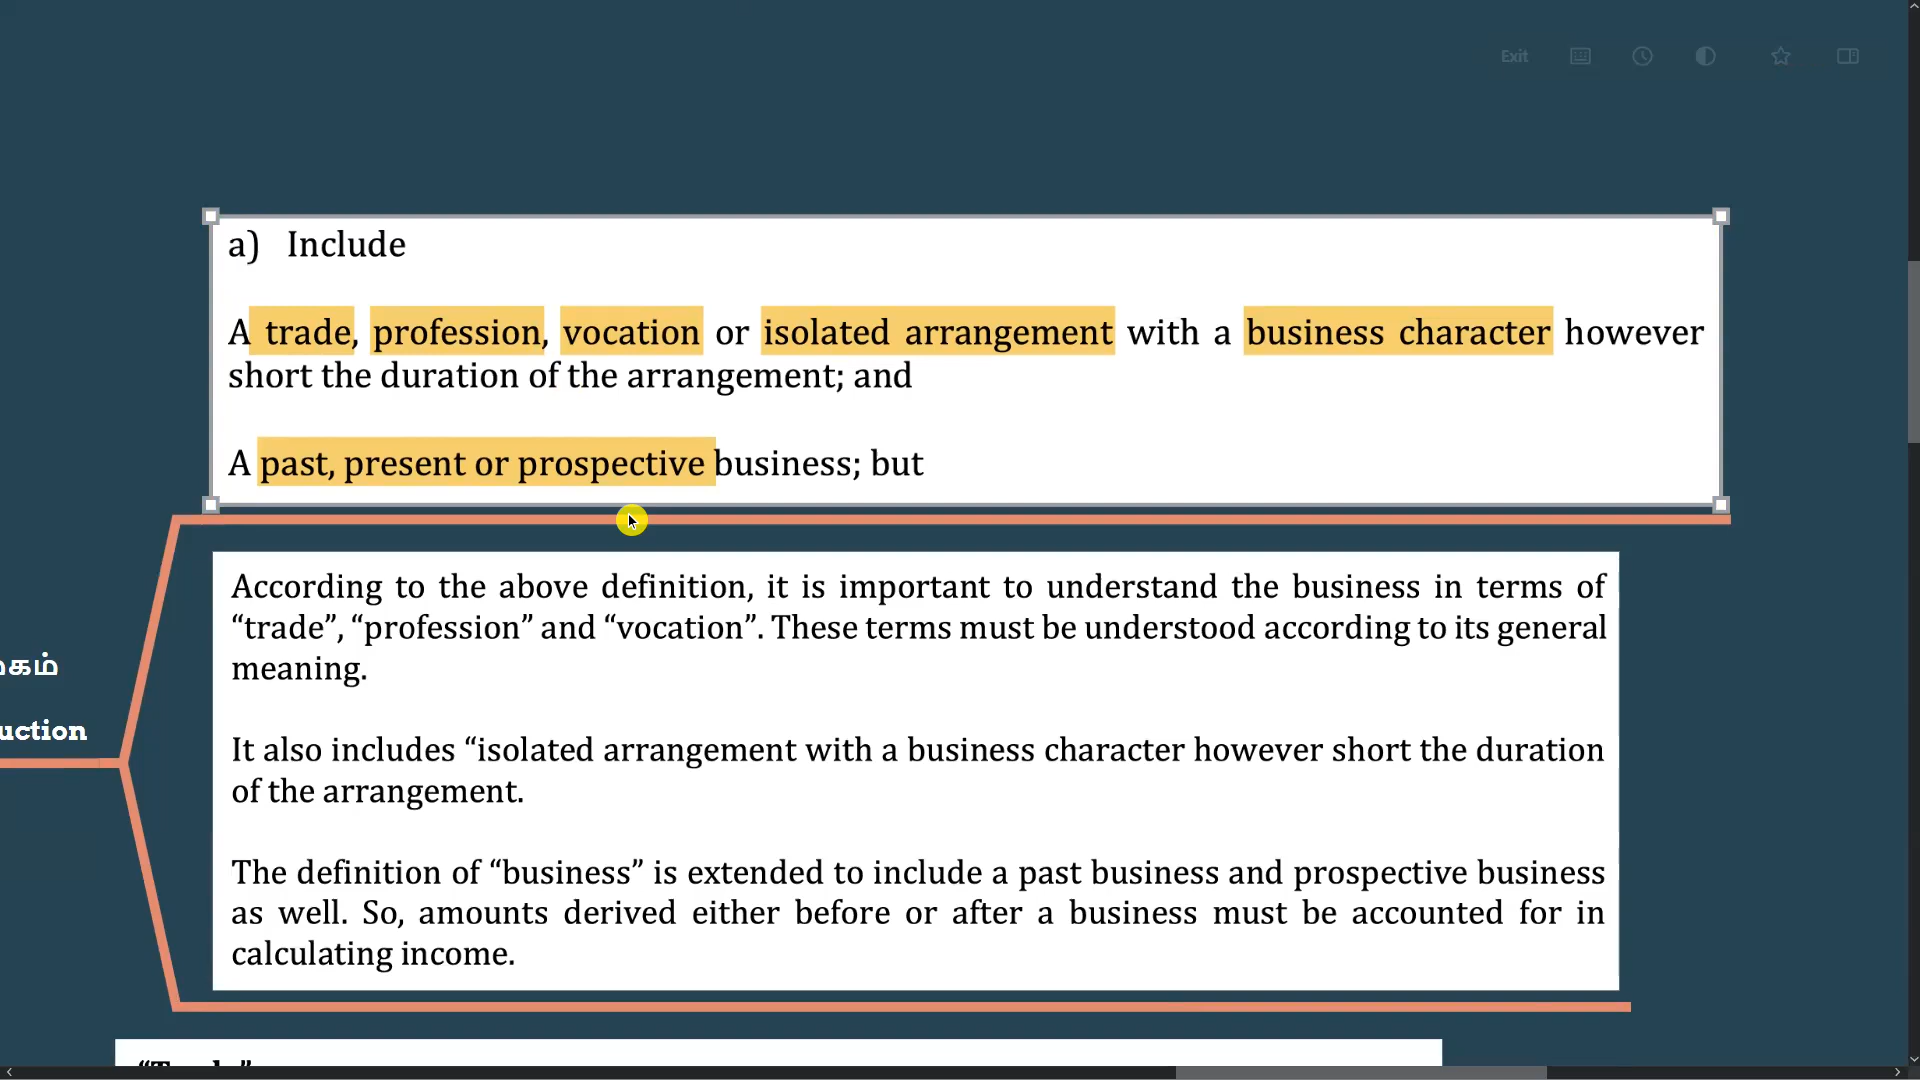 Exit
a) Include
A trade, profession, vocation or isolated arrangement with a business character however
short the duration of the arrangement; and
A past, present or prospective business; but
According to the above definition, it is important to understand the business in terms of
“trade”, “profession” and “vocation”. These terms must be understood according to its general
meaning.
It also includes “isolated arrangement with a business character however short the duration
of the arrangement.
The definition of “business” is extended to include a past business and prospective business
as well. So, amounts derived either before or after a business must be accounted for in
calculating income.
கம்
uction